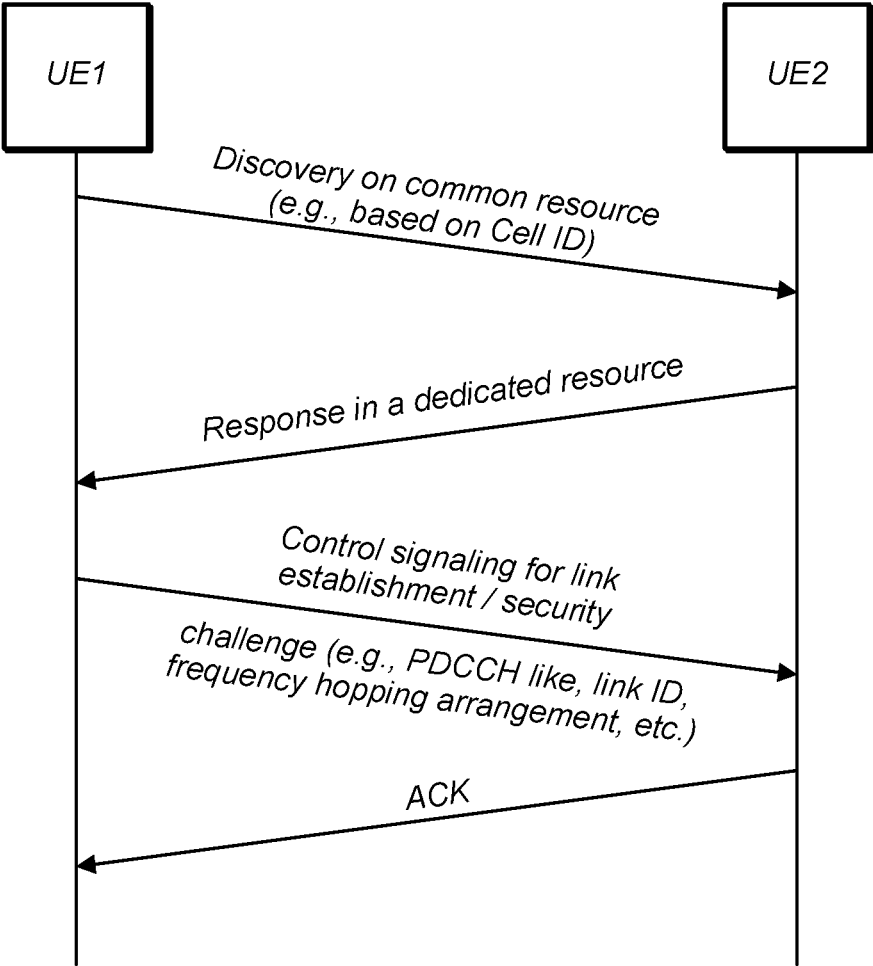 UE1
UE2
Discovery on common resource
(e.g., based on Cell ID)
Response in a dedicated resource
Control signaling for link
establishment / security
challenge (e.g., PDCCH like, link ID,
frequency hopping arrangement, etc.)
ACK